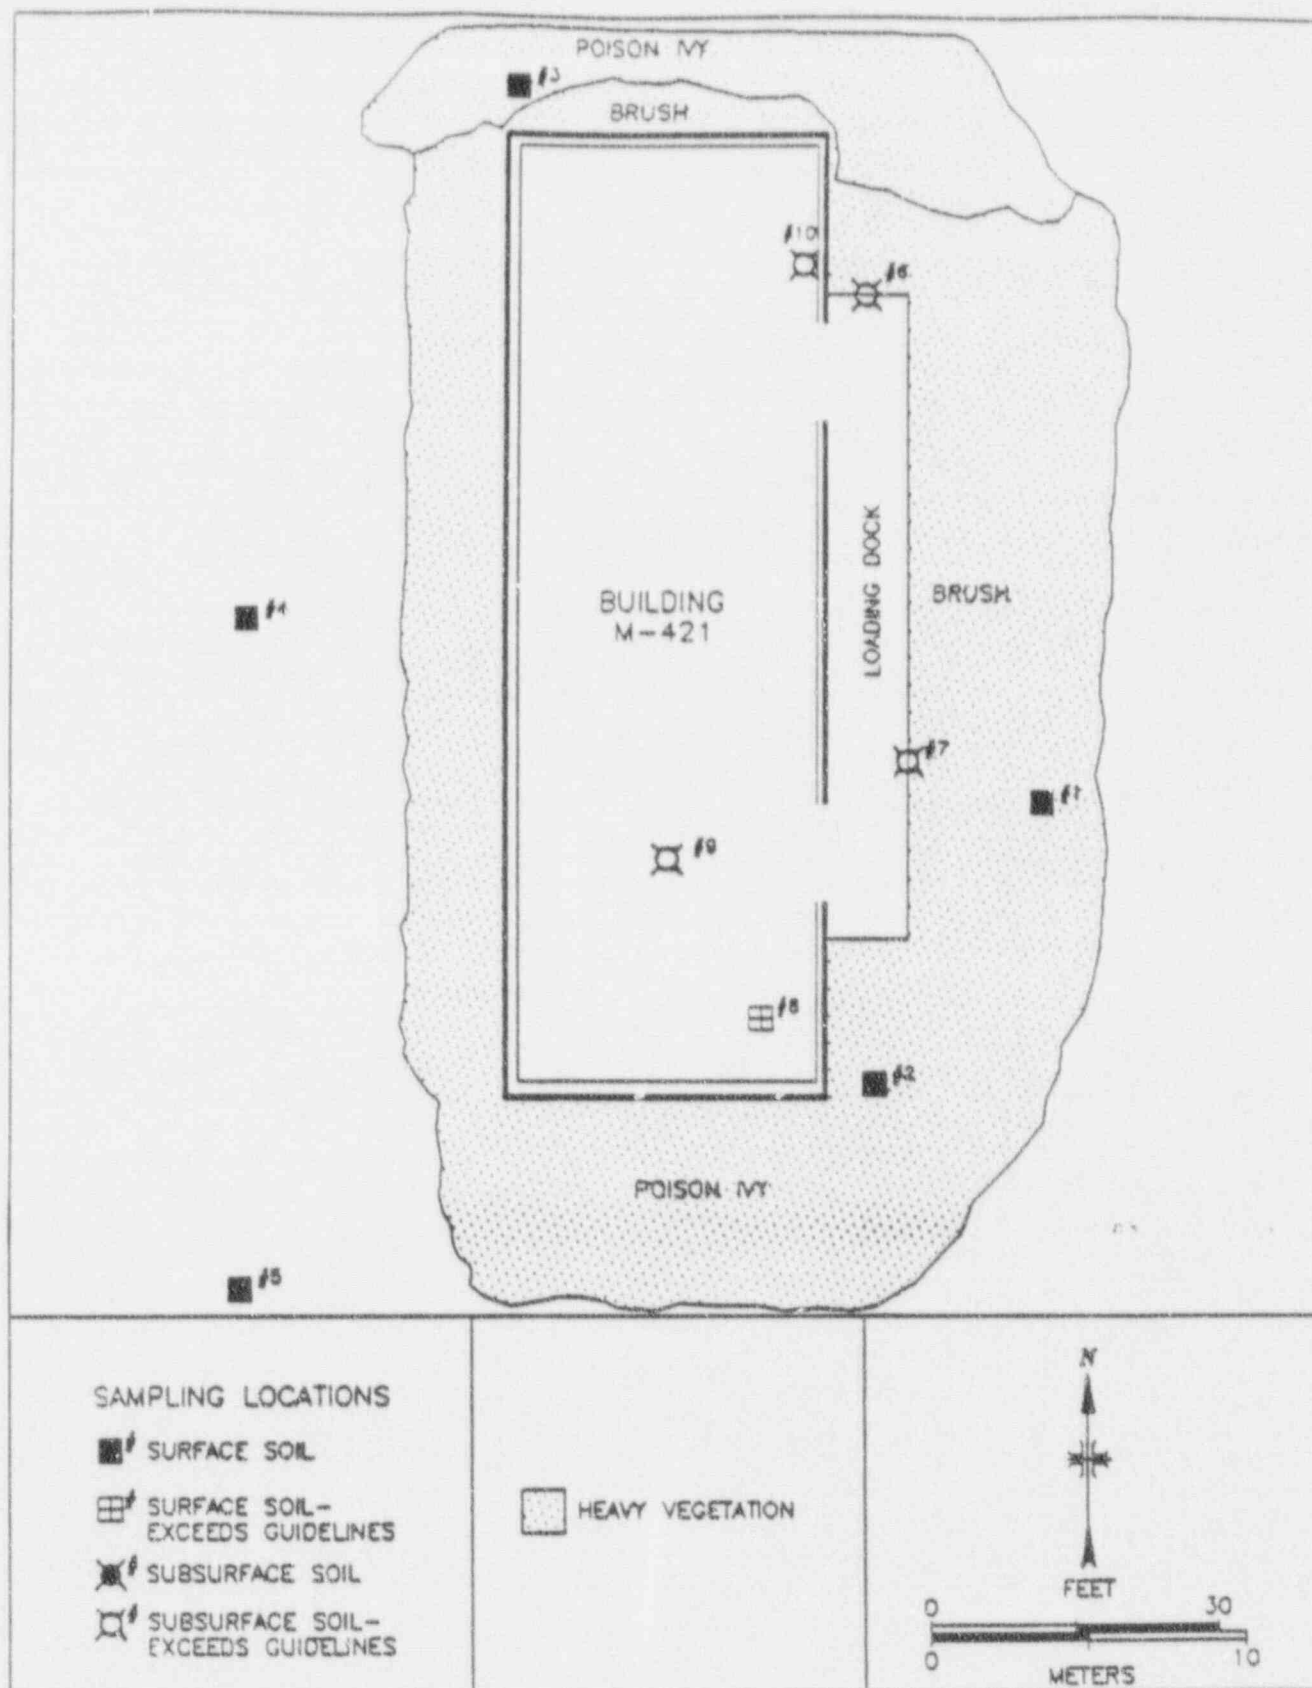 POISON IVY
#3
BRUSH
#10
#6
LOADING DOCK
BUILDING
M-421
BRUSH
#4
#7
#1
#9
#8
#2
POISON IVY
#5
SAMPLING LOCATIONS
# SURFACE SOIL
# SURFACE SOIL-
EXCEEDS GUIDELINES
# SUBSURFACE SOIL
# SUBSURFACE SOIL-
EXCEEDS GUIDELINES
HEAVY VEGETATION
N
FEET
0 30
0 10
METERS